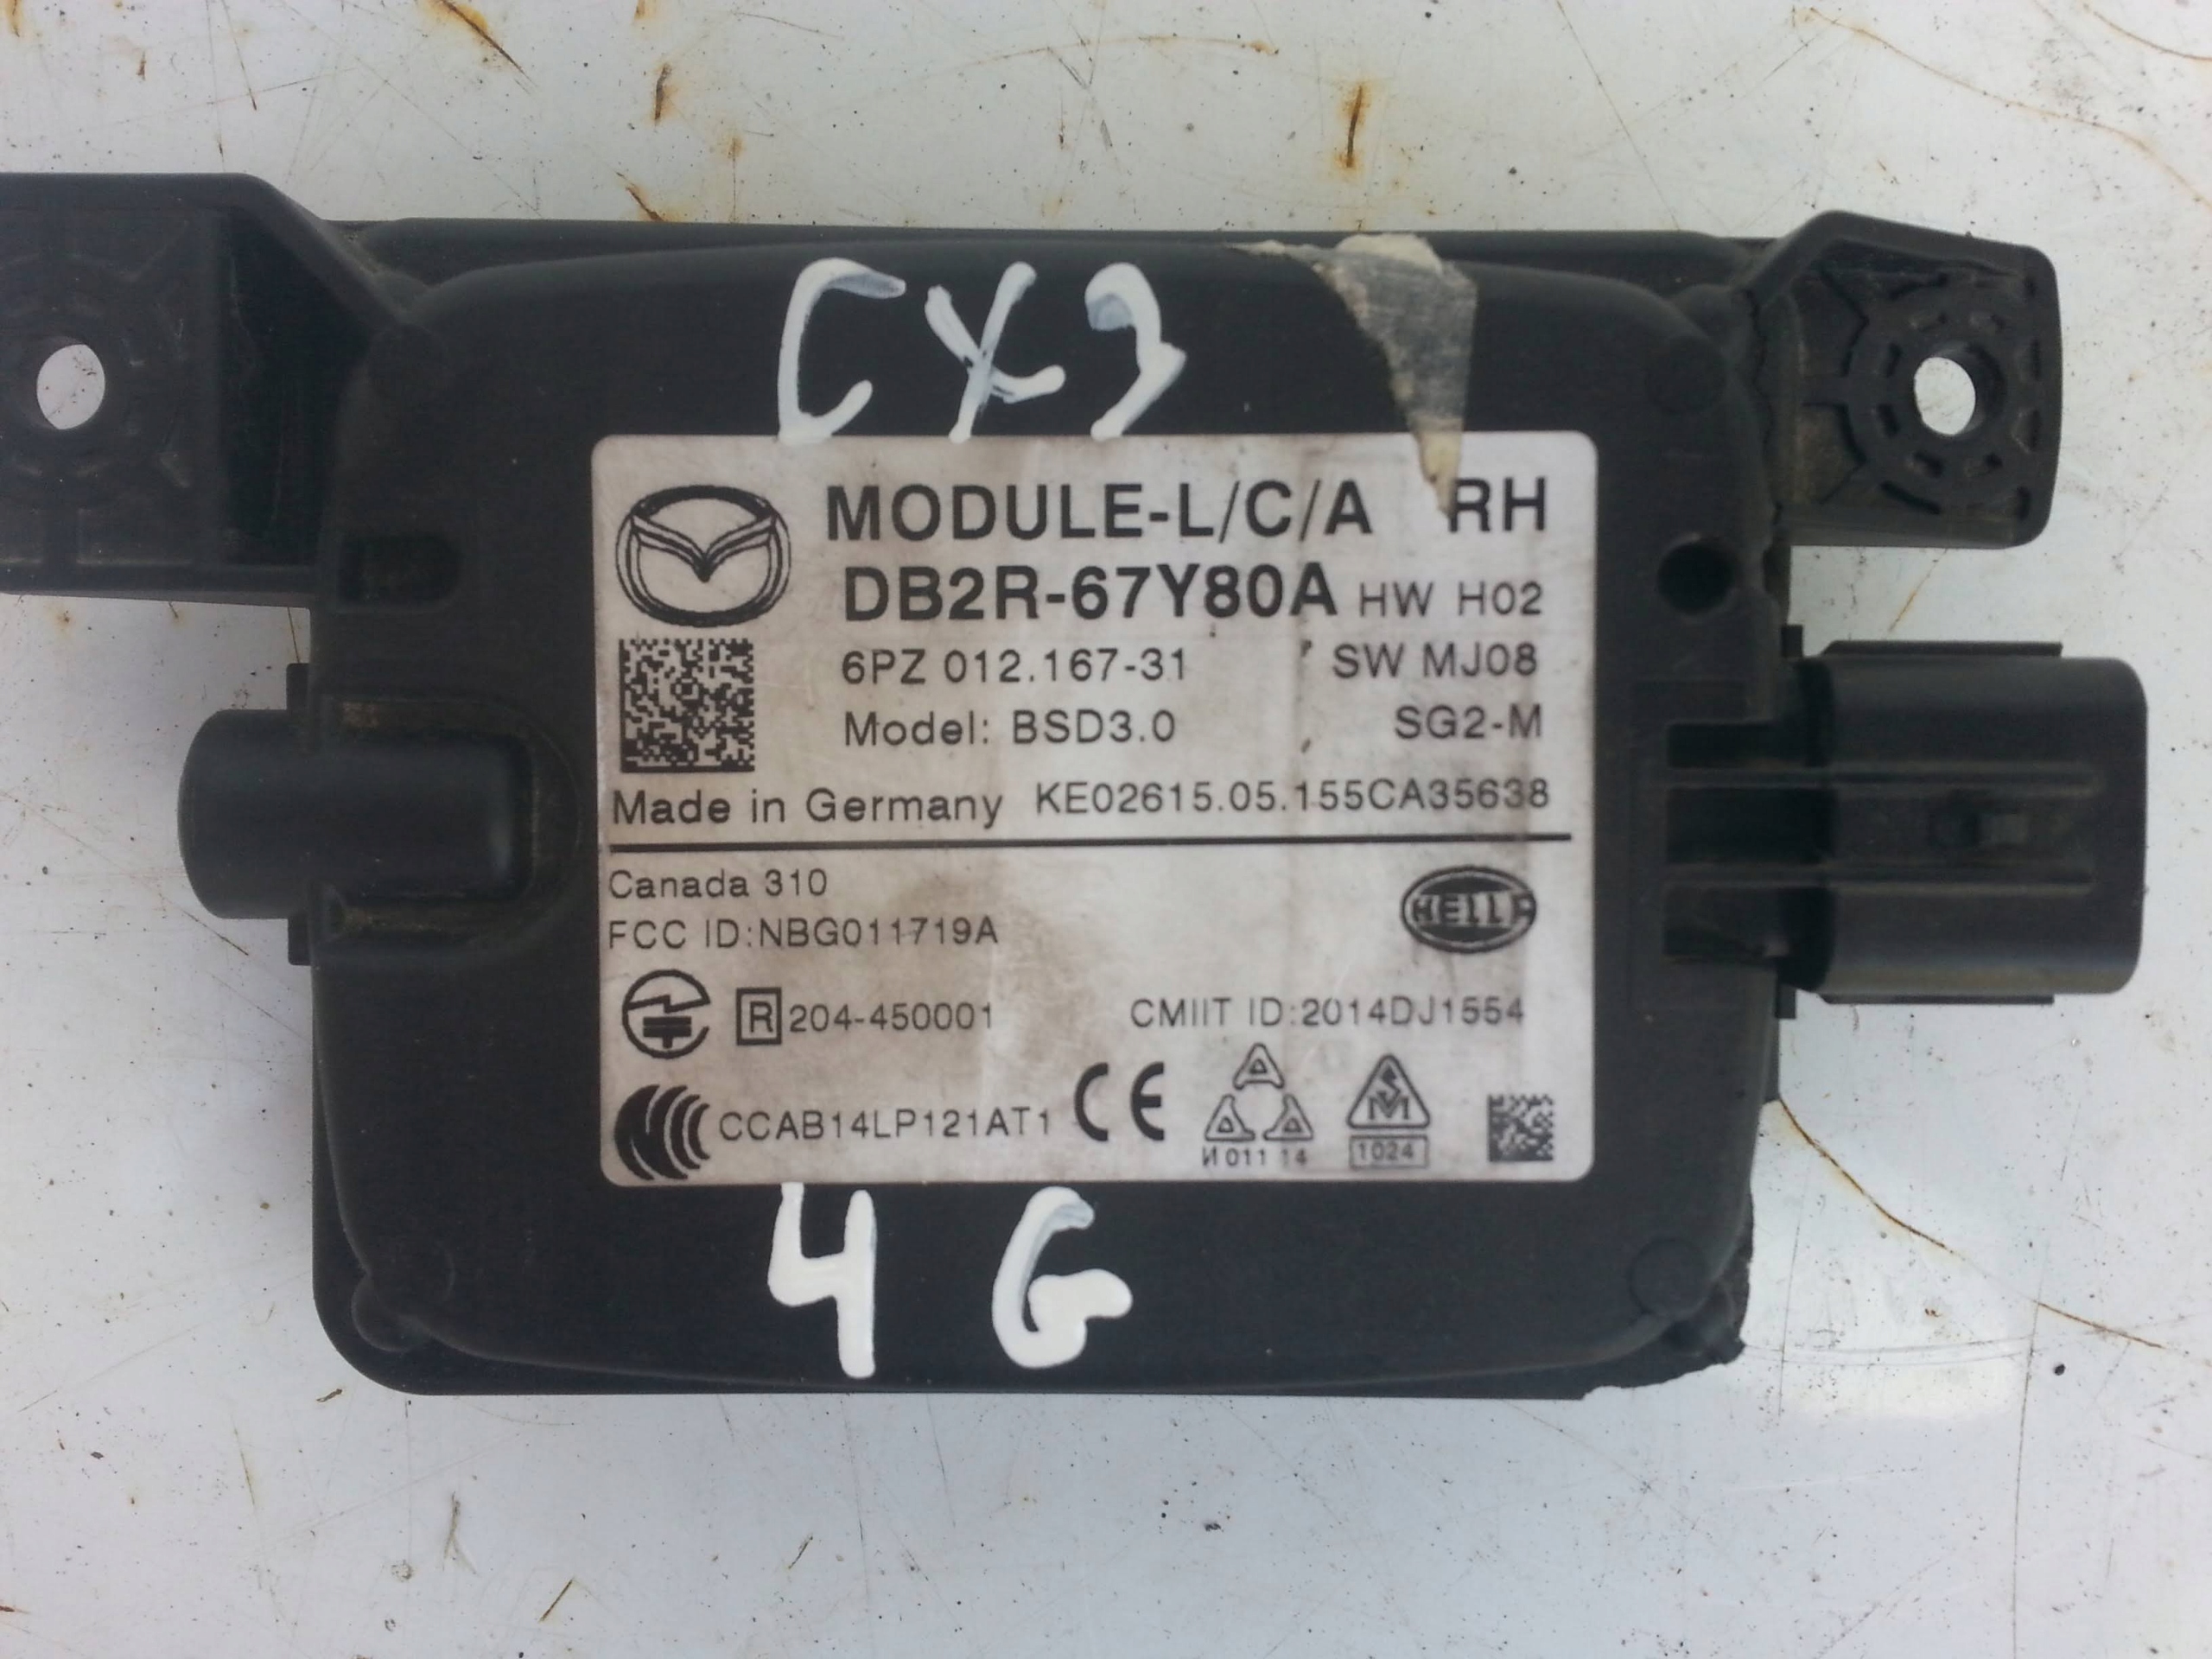 CX3
MODULE-L/C/A RH
DB2R-67Y80A HW H02
6PZ 012.167-31 SW MJ08
Model: BSD3.0 SG2-M
Made in Germany KE02615.05.155CA35638
Canada 310
FCC ID:NBG011719A
HELLA
R 204-450001 CMIIT ID:2014DJ1554
CCAB14LP121AT1 CE
И011 14 1024
4 G